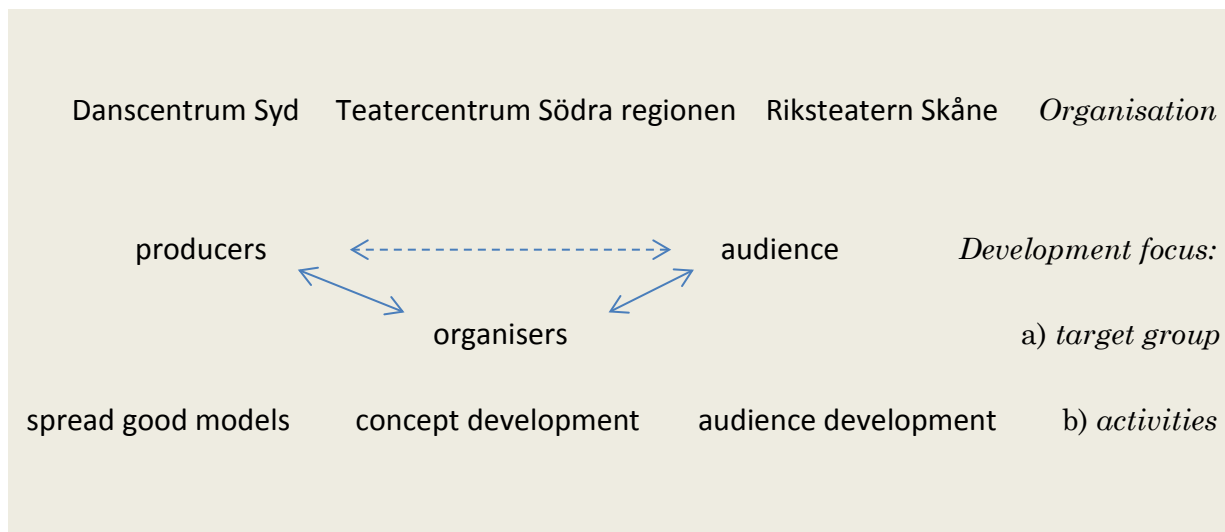 Danscentrum Syd Teatercentrum Södra regionen Riksteatern Skåne Organisation
producers audience Development focus:
organisers a) target group
spread good models concept development audience development b) activities